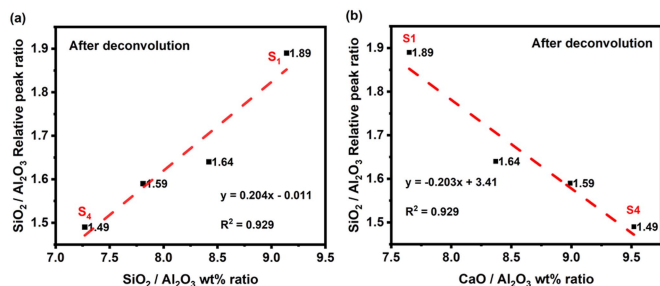 (a)
After deconvolution
S₁
1.89
1.64
1.59
S₄
1.49
y = 0.204x - 0.011
R² = 0.929
1.9
1.8
1.7
1.6
1.5
7.0 7.5 8.0 8.5 9.0 9.5
SiO₂ / Al₂O₃ Relative peak ratio
SiO₂ / Al₂O₃ wt% ratio
(b)
After deconvolution
S1
1.89
1.64
1.59
S4
1.49
y = -0.203x + 3.41
R² = 0.929
1.9
1.8
1.7
1.6
1.5
7.5 8.0 8.5 9.0 9.5
SiO₂ / Al₂O₃ Relative peak ratio
CaO / Al₂O₃ wt% ratio